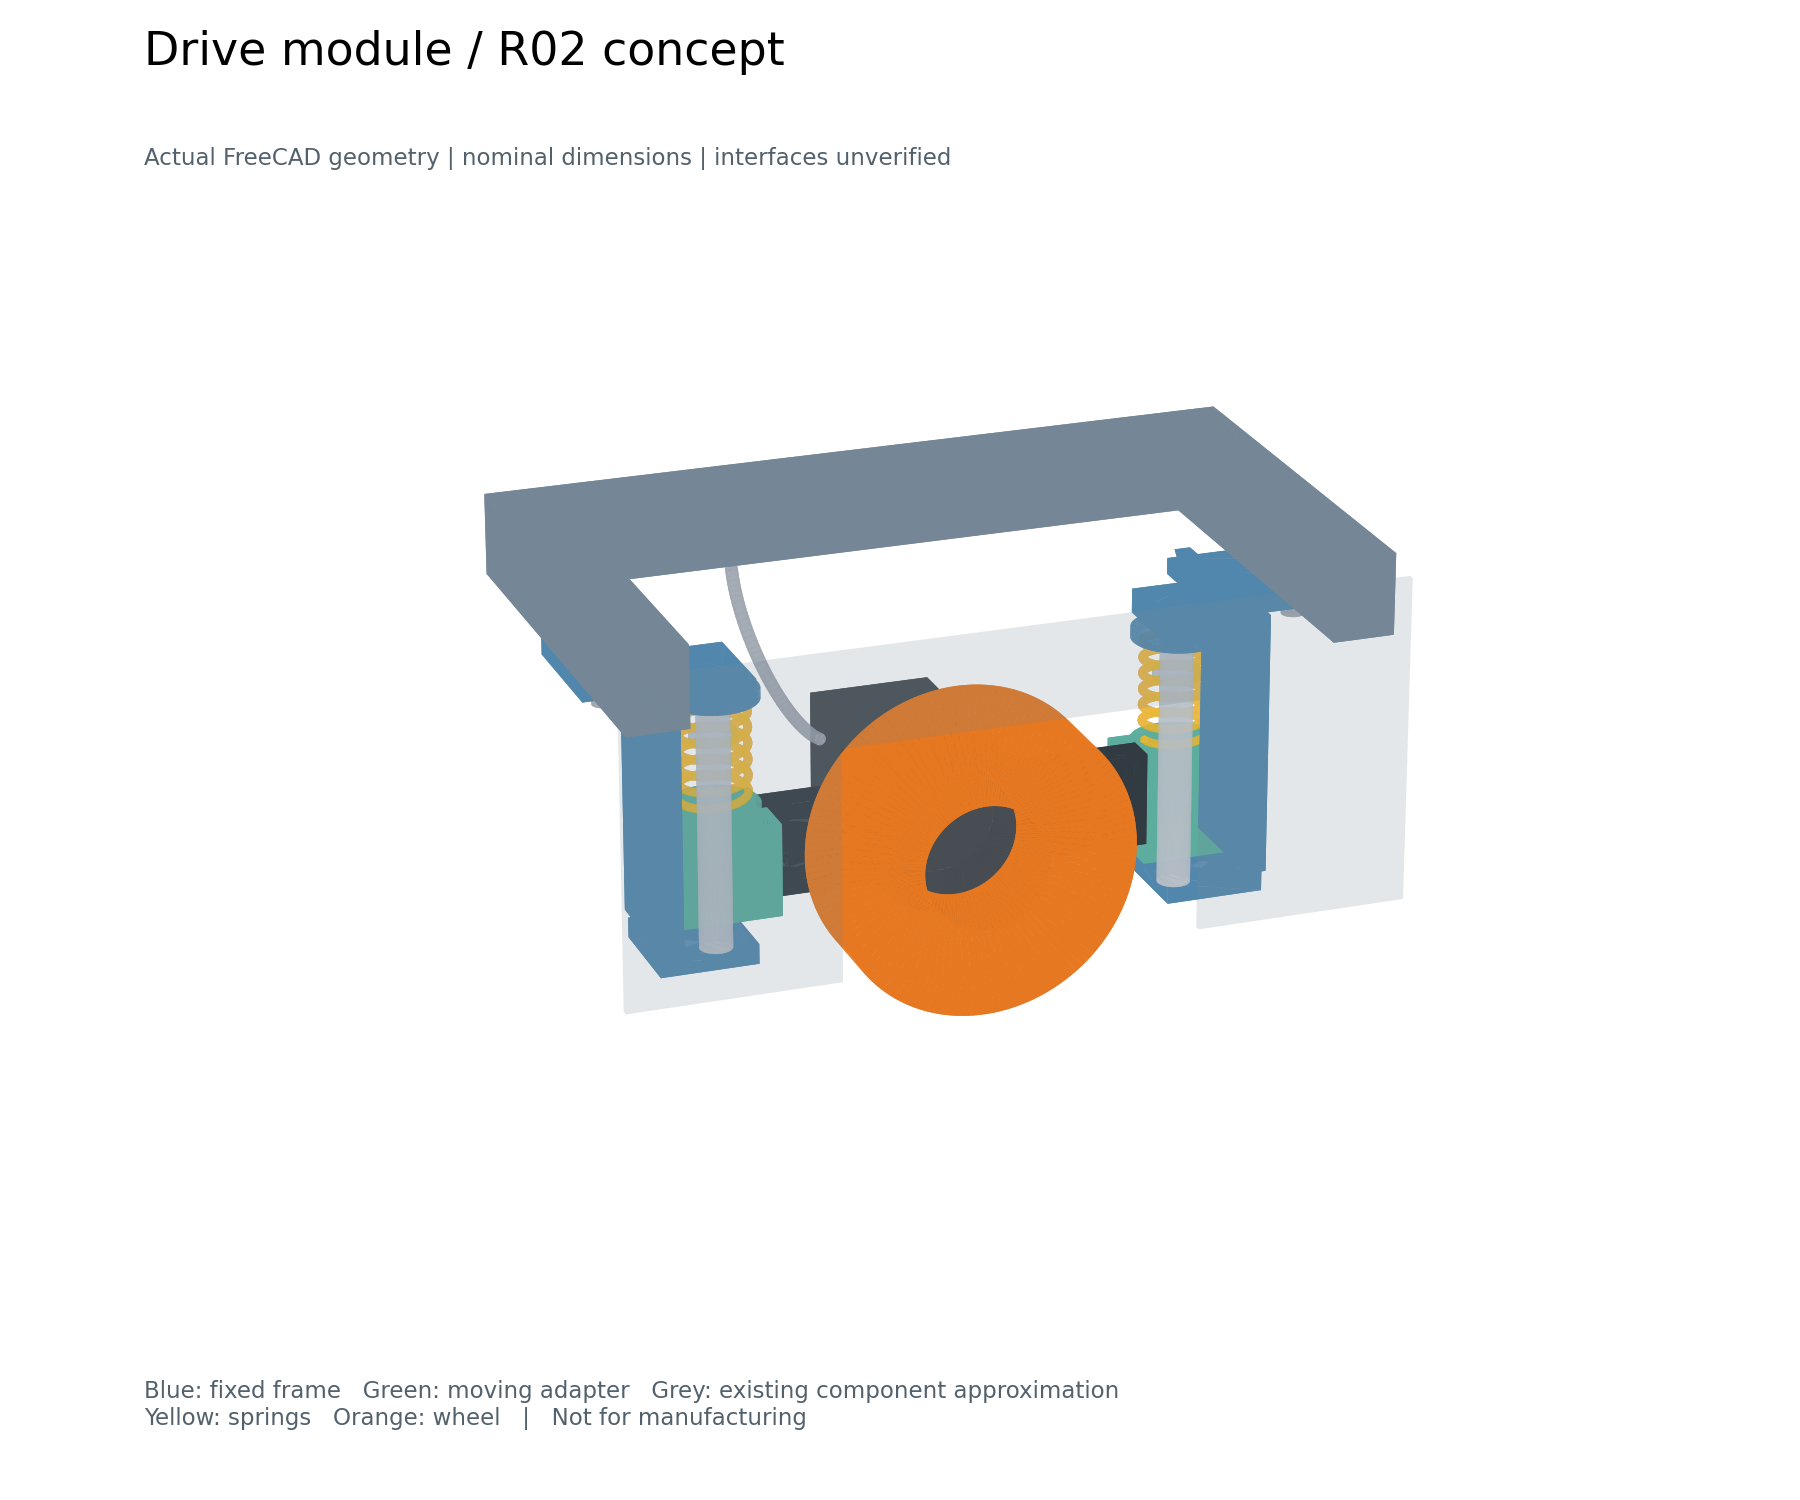 Drive module / R02 concept
Actual FreeCAD geometry | nominal dimensions | interfaces unverified
Blue: fixed frame   Green: moving adapter   Grey: existing component approximation
Yellow: springs   Orange: wheel   |   Not for manufacturing